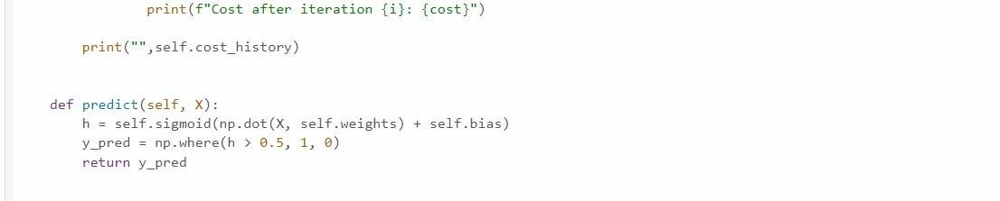 print(f"Cost after iteration {i}: {cost}")
print("",self.cost_history)
def predict(self, X):
h = self.sigmoid(np.dot(X, self.weights) + self.bias)
y_pred = np.where(h > 0.5, 1, 0)
return y_pred